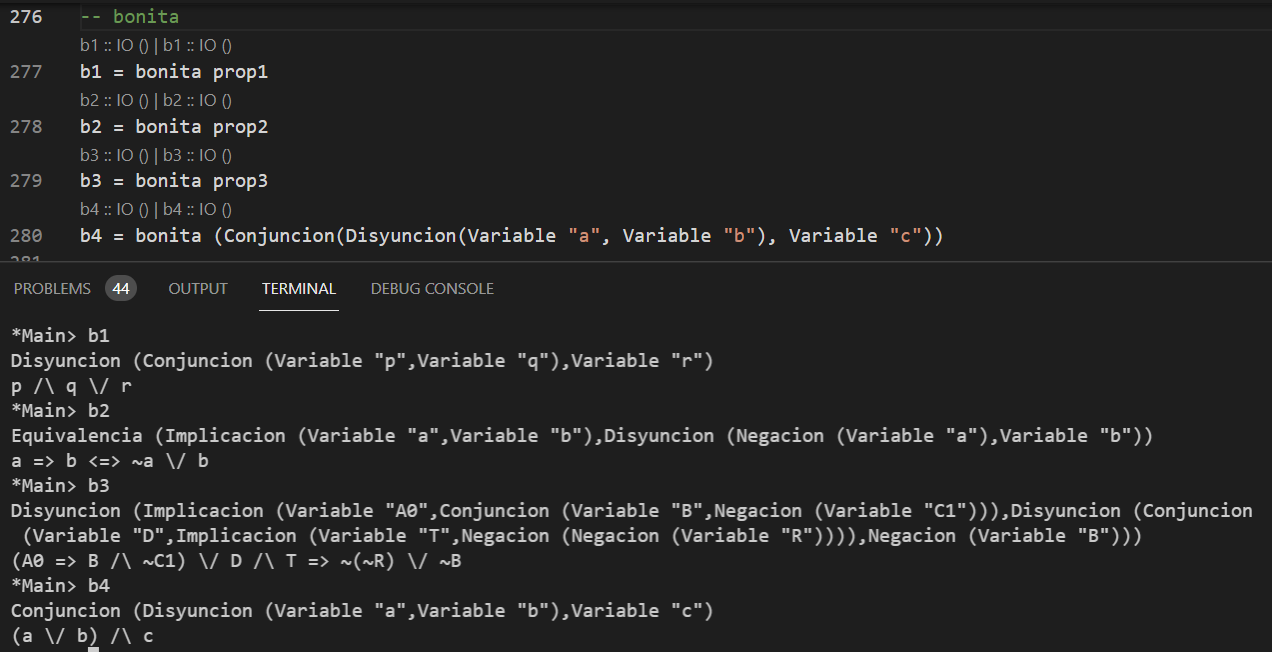 276 -- bonita
b1 :: IO () | b1 :: IO ()
277 b1 = bonita prop1
b2 :: IO () | b2 :: IO ()
278 b2 = bonita prop2
b3 :: IO () | b3 :: IO ()
279 b3 = bonita prop3
b4 :: IO () | b4 :: IO ()
280 b4 = bonita (Conjuncion(Disyuncion(Variable "a", Variable "b"), Variable "c"))
281
PROBLEMS 44 OUTPUT TERMINAL DEBUG CONSOLE
*Main> b1
Disyuncion (Conjuncion (Variable "p",Variable "q"),Variable "r")
p /\ q \/ r
*Main> b2
Equivalencia (Implicacion (Variable "a",Variable "b"),Disyuncion (Negacion (Variable "a"),Variable "b"))
a => b <=> ~a \/ b
*Main> b3
Disyuncion (Implicacion (Variable "A0",Conjuncion (Variable "B",Negacion (Variable "C1"))),Disyuncion (Conjuncion
(Variable "D",Implicacion (Variable "T",Negacion (Negacion (Variable "R")))),Negacion (Variable "B")))
(A0 => B /\ ~C1) \/ D /\ T => ~(~R) \/ ~B
*Main> b4
Conjuncion (Disyuncion (Variable "a",Variable "b"),Variable "c")
(a \/ b) /\ c